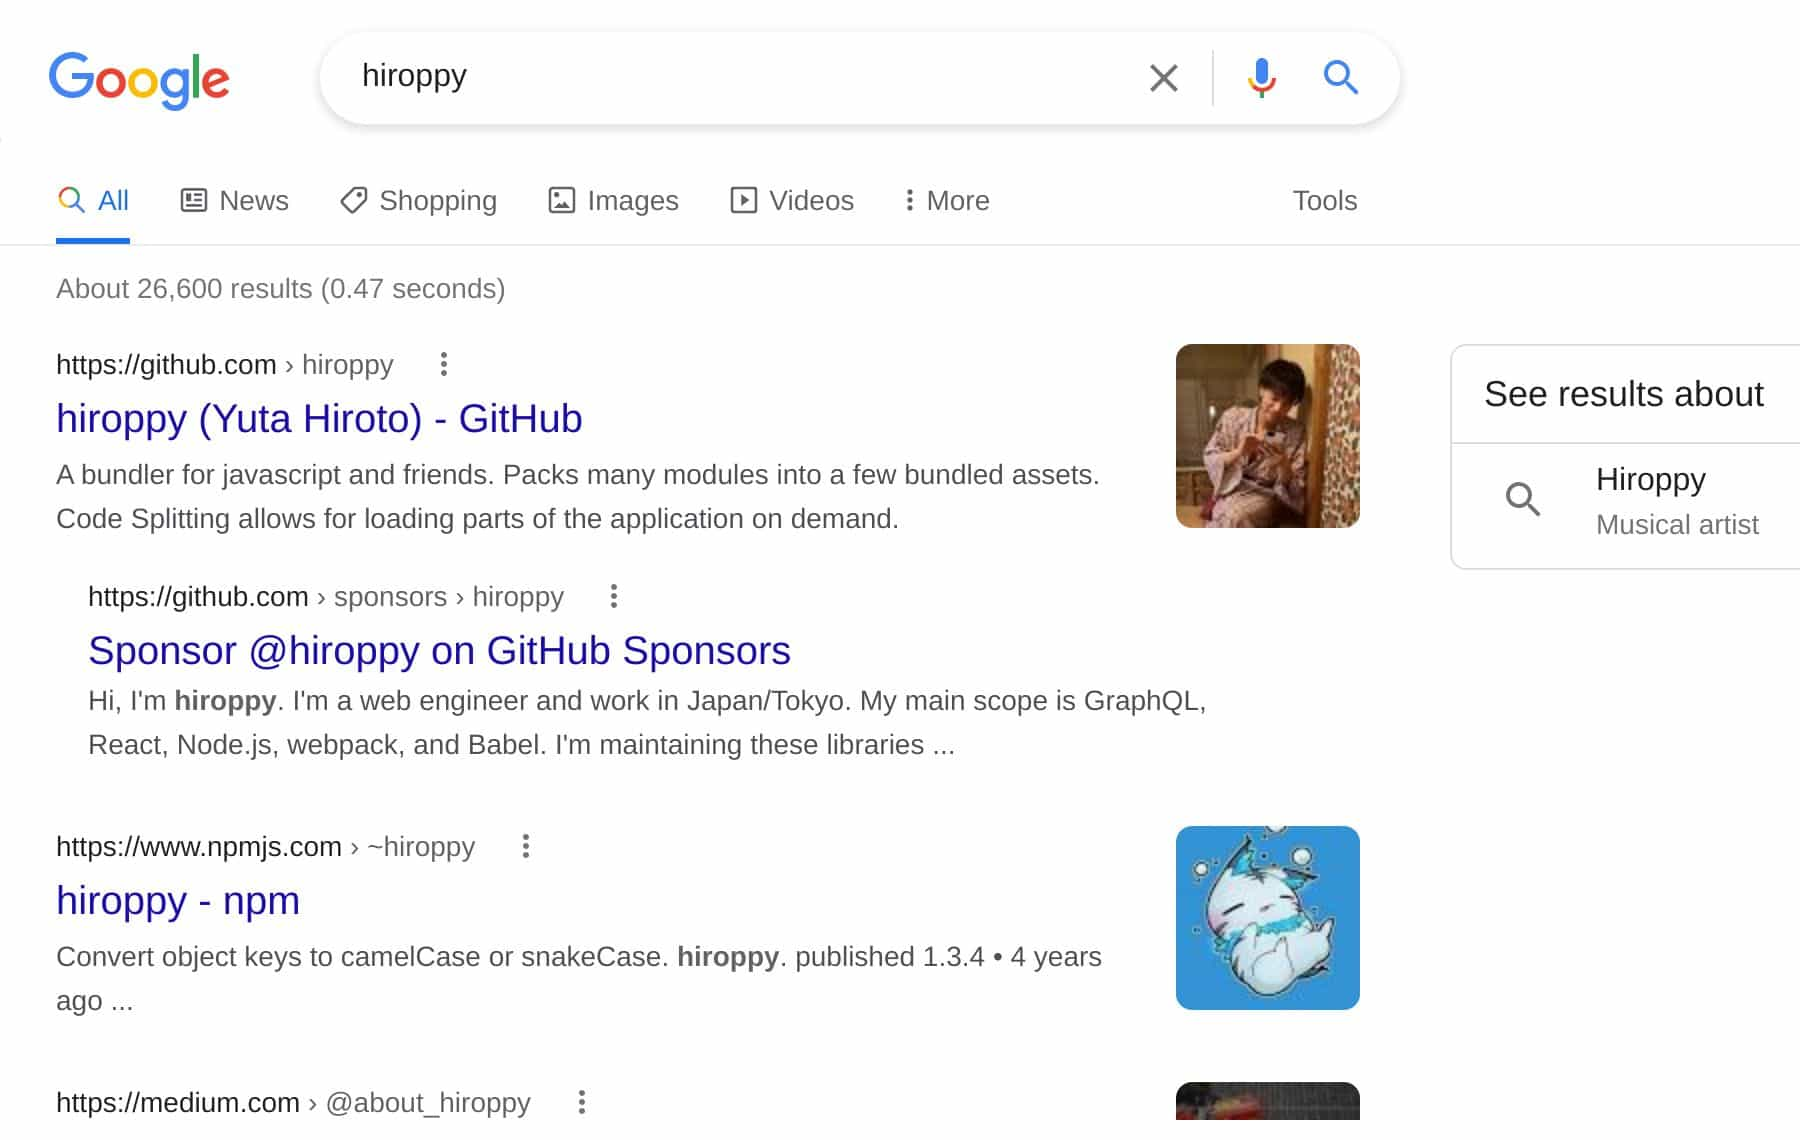 Google
hiroppy
All News Shopping Images Videos More Tools
About 26,600 results (0.47 seconds)
https://github.com › hiroppy
hiroppy (Yuta Hiroto) - GitHub
A bundler for javascript and friends. Packs many modules into a few bundled assets.
Code Splitting allows for loading parts of the application on demand.
https://github.com › sponsors › hiroppy
Sponsor @hiroppy on GitHub Sponsors
Hi, I'm hiroppy. I'm a web engineer and work in Japan/Tokyo. My main scope is GraphQL,
React, Node.js, webpack, and Babel. I'm maintaining these libraries ...
https://www.npmjs.com › ~hiroppy
hiroppy - npm
Convert object keys to camelCase or snakeCase. hiroppy. published 1.3.4 • 4 years
ago ...
https://medium.com › @about_hiroppy
See results about
Hiroppy
Musical artist